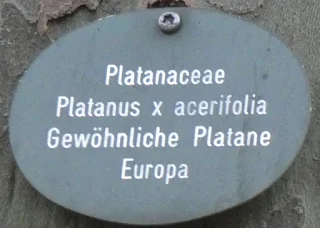 Platanaceae
Platanus x acerifolia
Gewöhnliche Platane
Europa